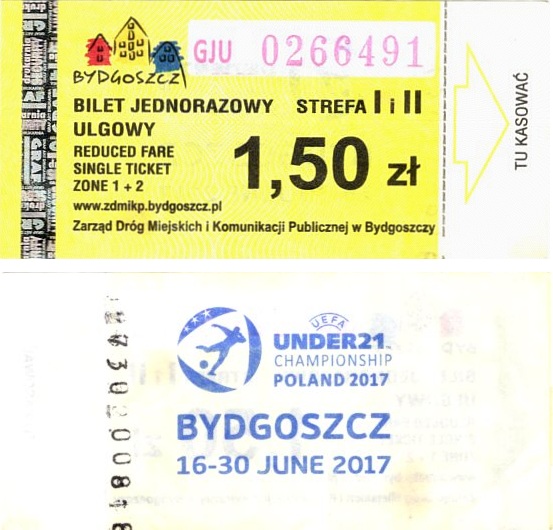 GJU 0266491
BYDGOSZCZ
BILET JEDNORAZOWY STREFA I i II
ULGOWY
REDUCED FARE
SINGLE TICKET
ZONE 1 + 2
1,50 zł
www.zdmikp.bydgoszcz.pl
Zarząd Dróg Miejskich i Komunikacji Publicznej w Bydgoszczy
TU KASOWAĆ
UEFA
UNDER21
CHAMPIONSHIP
POLAND 2017
BYDGOSZCZ
16-30 JUNE 2017